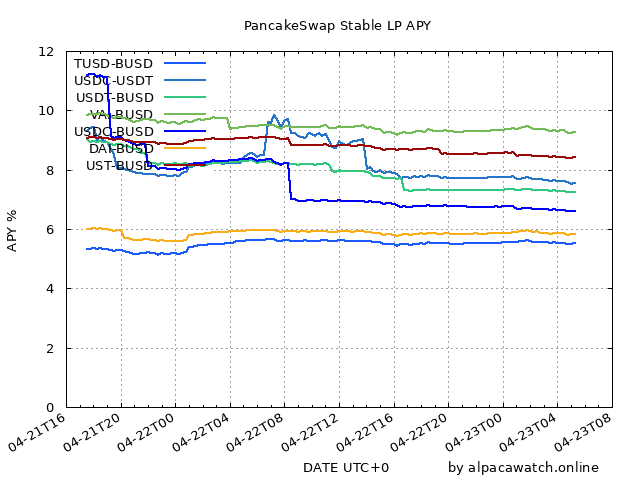 PancakeSwap Stable LP APY
APY %
12
10
8
6
4
2
0
TUSD-BUSD
USDC-USDT
USDT-BUSD
VAI-BUSD
USDC-BUSD
DAI-BUSD
UST-BUSD
04-21T16
04-21T20
04-22T00
04-22T04
04-22T08
04-22T12
04-22T16
04-22T20
04-23T00
04-23T04
04-23T08
DATE UTC+0
by alpacawatch.online